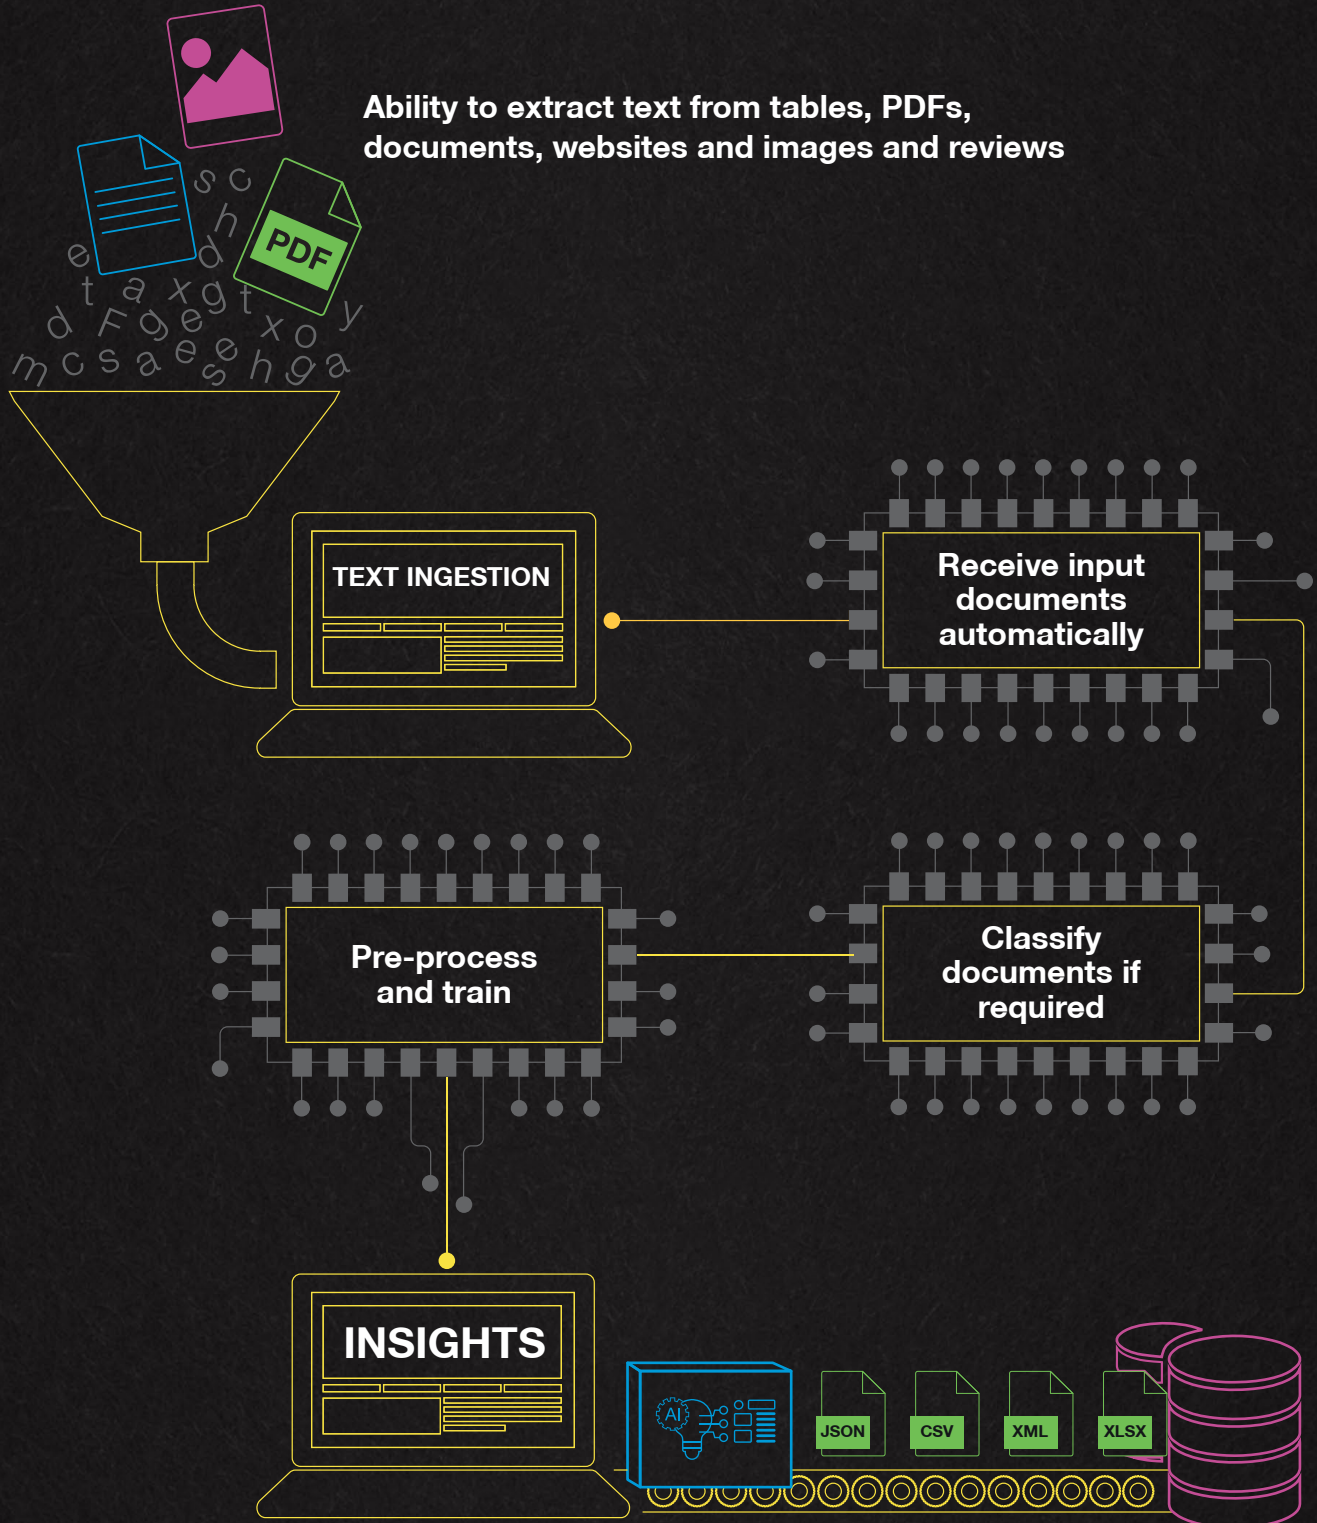 Ability to extract text from tables, PDFs,
documents, websites and images and reviews
s c
h
PDF
e d
t a x g t
d F g e x o y
m c s a e e s h g a
TEXT INGESTION
Receive input
documents
automatically
Pre-process
and train
Classify
documents if
required
INSIGHTS
AI
JSON CSV XML XLSX